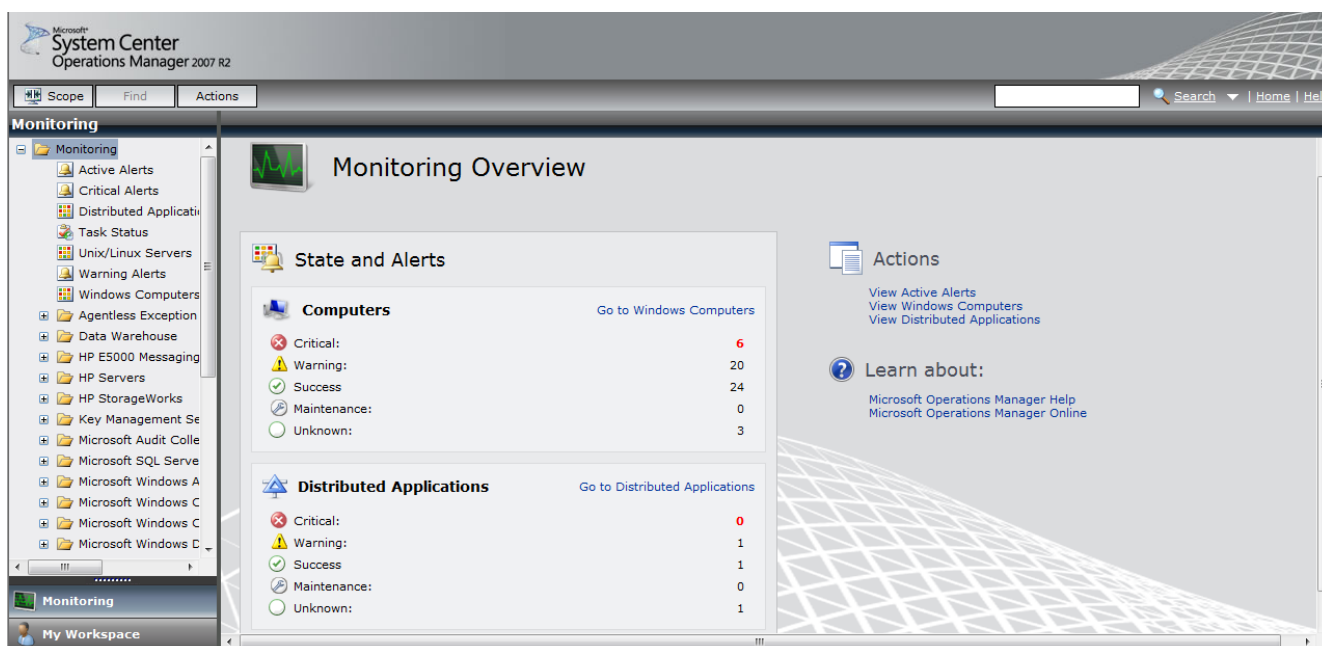 Microsoft®
System Center
Operations Manager 2007 R2
Scope Find Actions
Search | Home | Hel
Monitoring
Monitoring
Active Alerts
Critical Alerts
Distributed Applicati
Task Status
Unix/Linux Servers
Warning Alerts
Windows Computers
Agentless Exception
Data Warehouse
HP E5000 Messaging
HP Servers
HP StorageWorks
Key Management Se
Microsoft Audit Colle
Microsoft SQL Serve
Microsoft Windows A
Microsoft Windows C
Microsoft Windows C
Microsoft Windows D
Monitoring
My Workspace
Monitoring Overview
State and Alerts
Computers Go to Windows Computers
Critical: 6
Warning: 20
Success 24
Maintenance: 0
Unknown: 3
Distributed Applications Go to Distributed Applications
Critical: 0
Warning: 1
Success 1
Maintenance: 0
Unknown: 1
Actions
View Active Alerts
View Windows Computers
View Distributed Applications
Learn about:
Microsoft Operations Manager Help
Microsoft Operations Manager Online